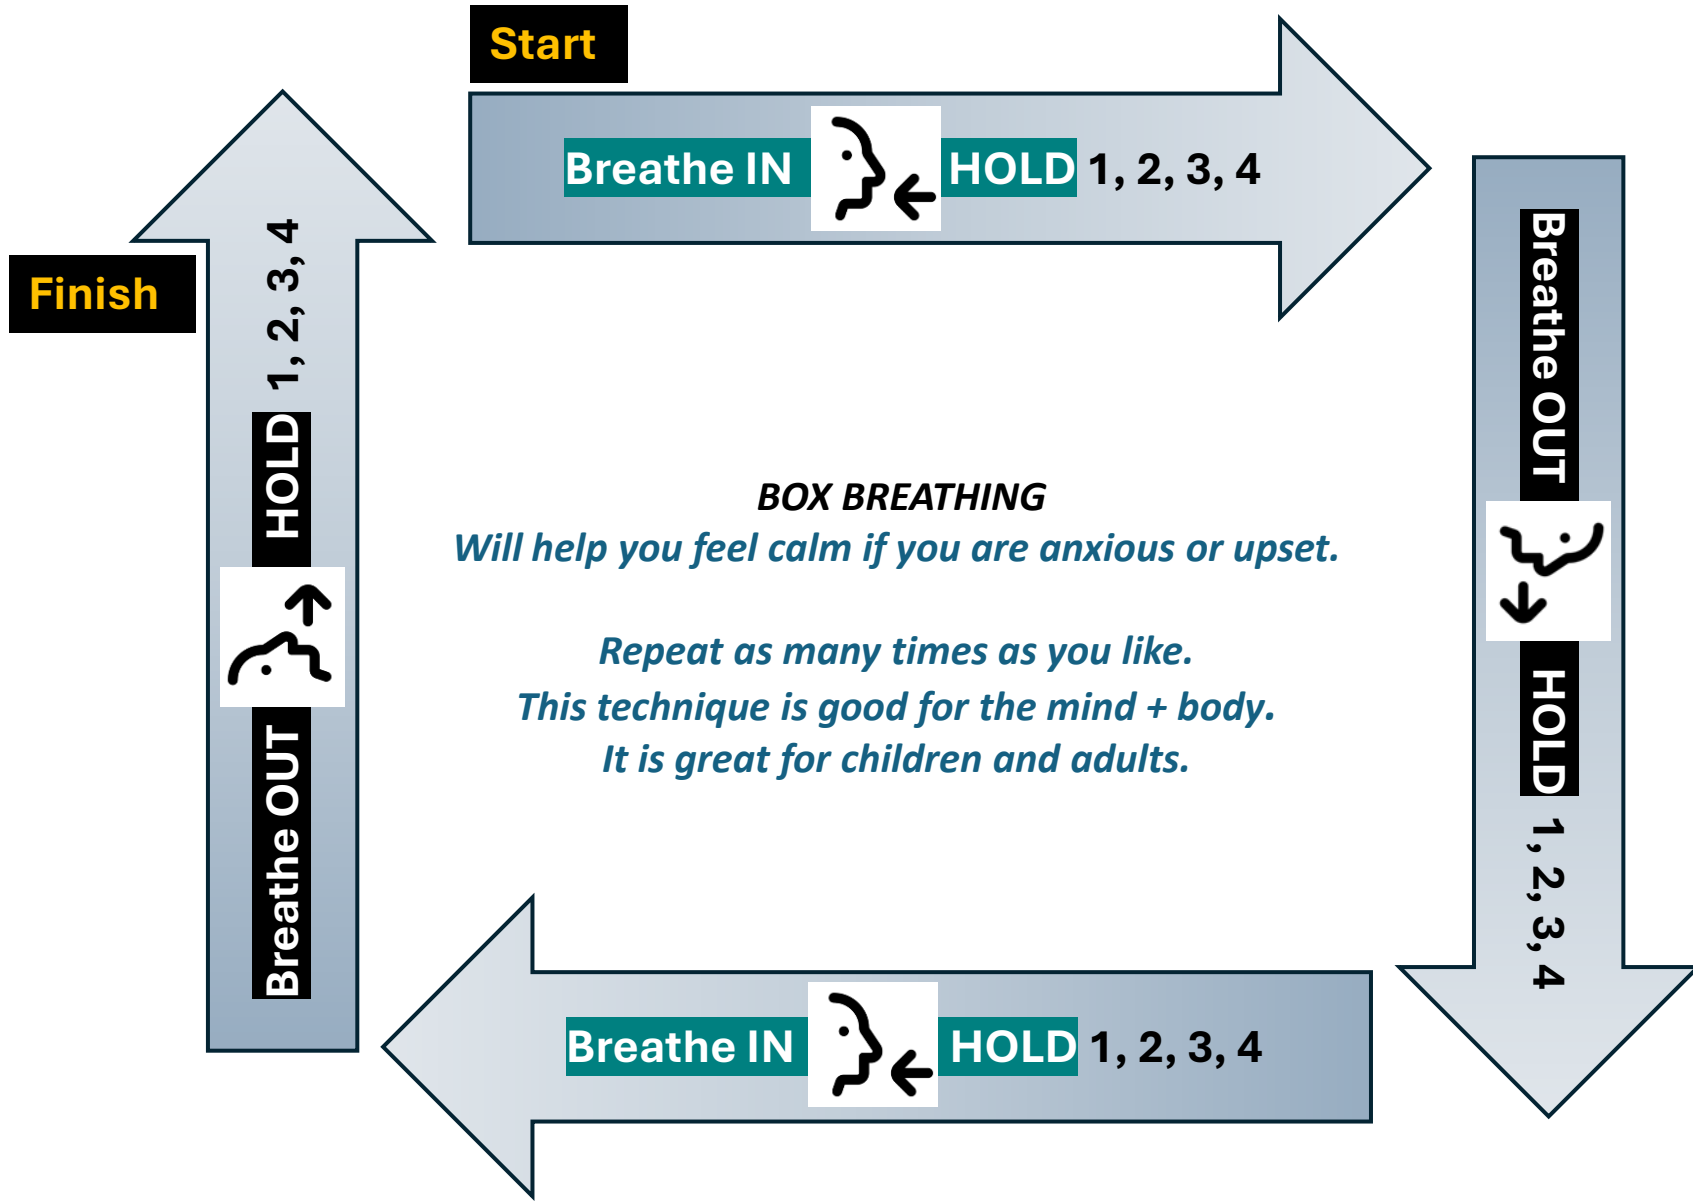 Start
Breathe IN HOLD 1, 2, 3, 4
Breathe OUT HOLD 1, 2, 3, 4
Breathe IN HOLD 1, 2, 3, 4
Breathe OUT HOLD 1, 2, 3, 4
Finish
BOX BREATHING
Will help you feel calm if you are anxious or upset.
Repeat as many times as you like.
This technique is good for the mind + body.
It is great for children and adults.